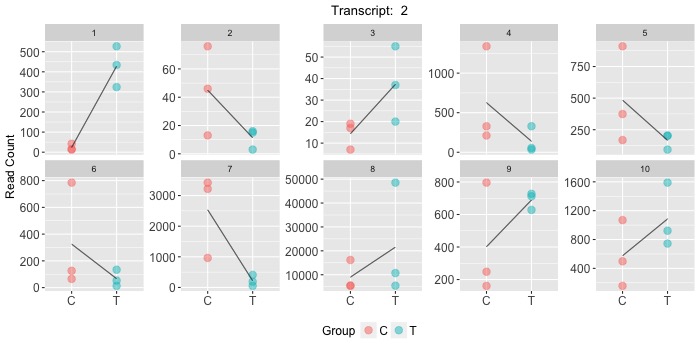 Transcript: 2
1 2 3 4 5
500 400 300 200 100 0
60 40 20 0
50 40 30 20 10
1000 500 0
750 500 250
Read Count
6 7 8 9 10
800 600 400 200 0
3000 2000 1000 0
50000 40000 30000 20000 10000
800 600 400 200
1600 1200 800 400
C T C T C T C T C T
Group C T